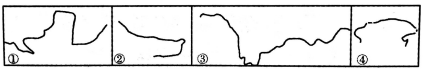 ① ② ③ ④